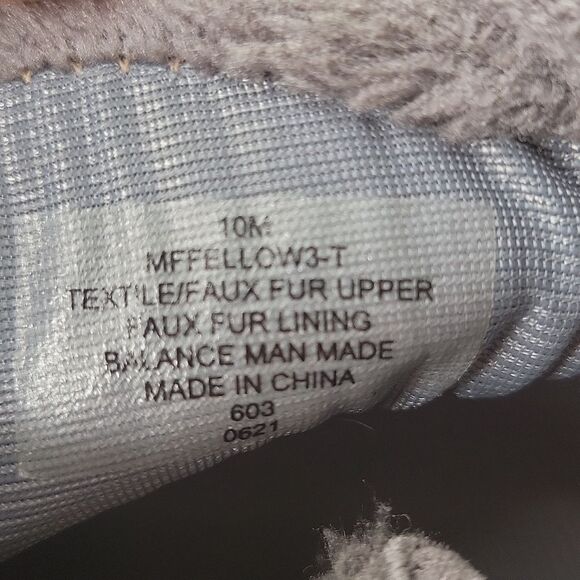 10M
MFFELLOW3-T
TEXTILE/FAUX FUR UPPER
FAUX FUR LINING
BALANCE MAN MADE
MADE IN CHINA
603
0621